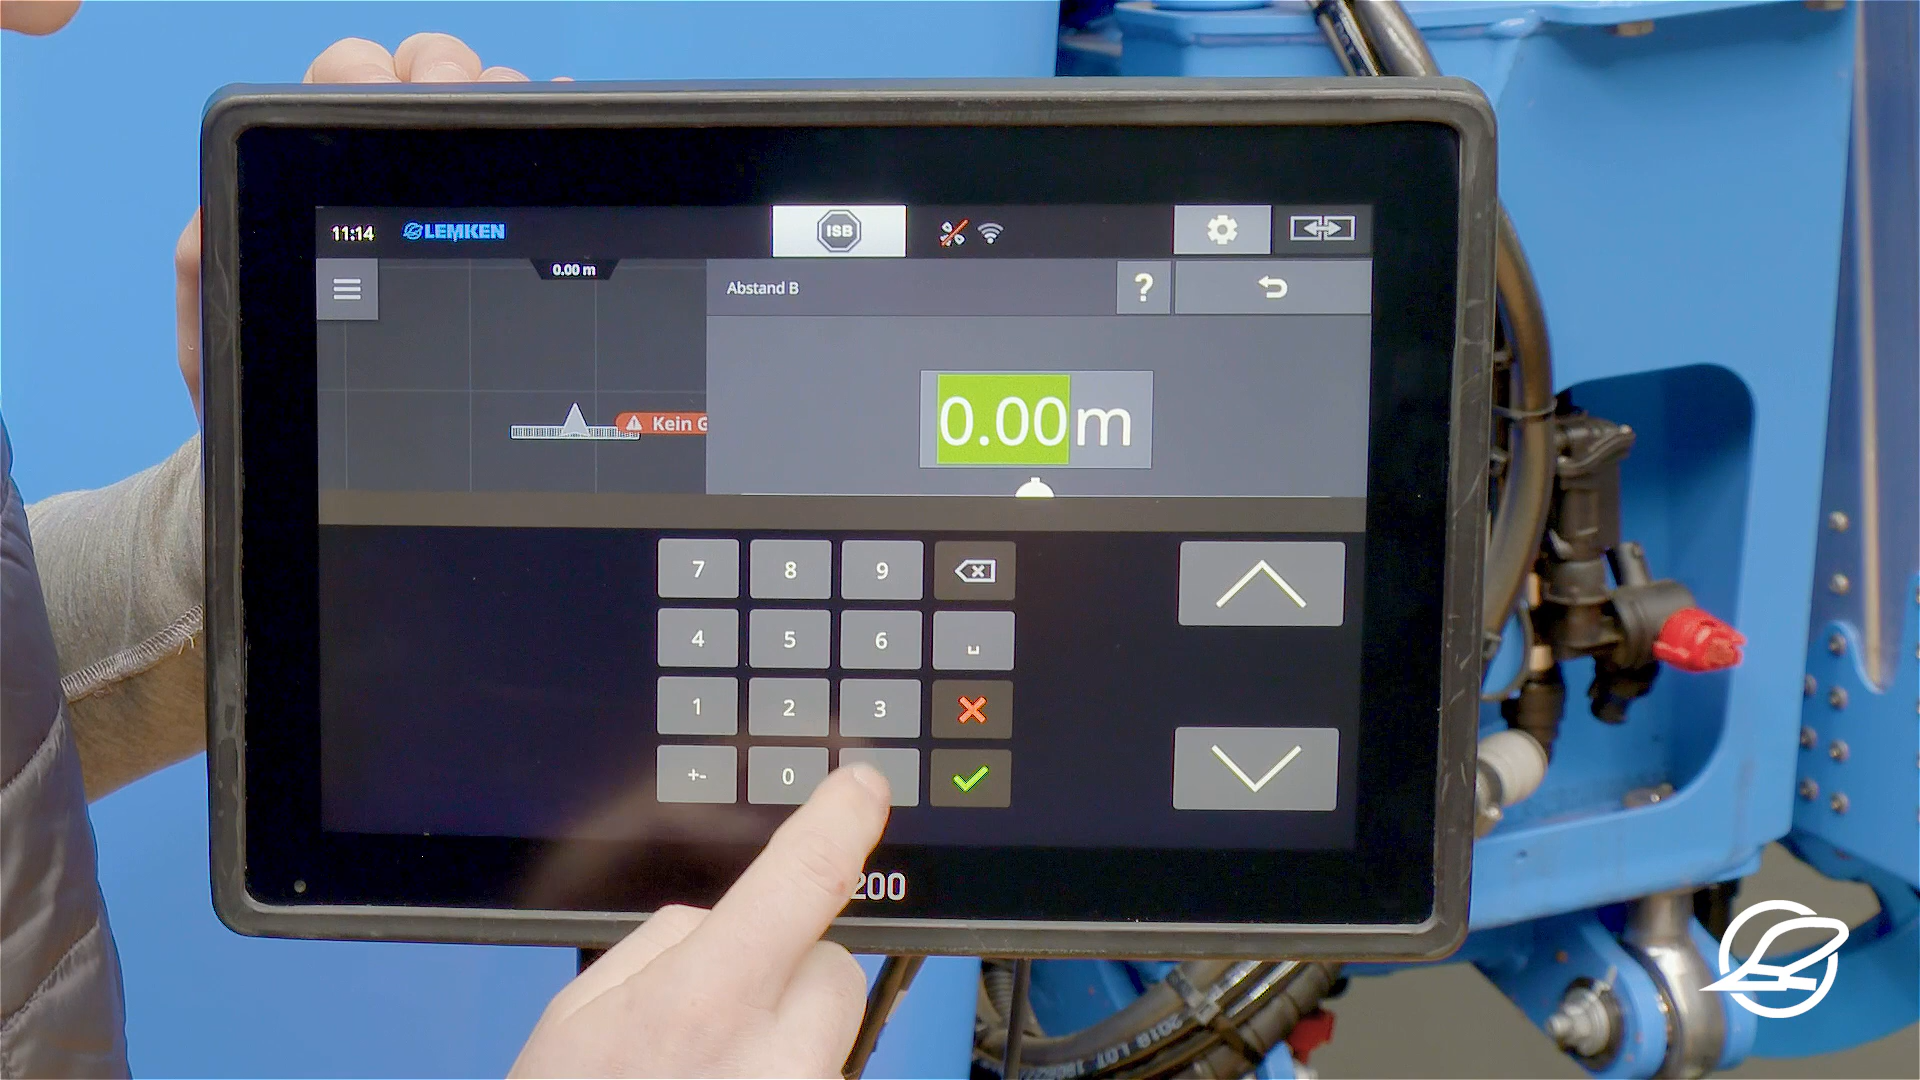 11:14 LEMKEN ISB
0.00 m
Abstand B ?
0.00m
Kein G
7 8 9
4 5 6
1 2 3
+- 0
200